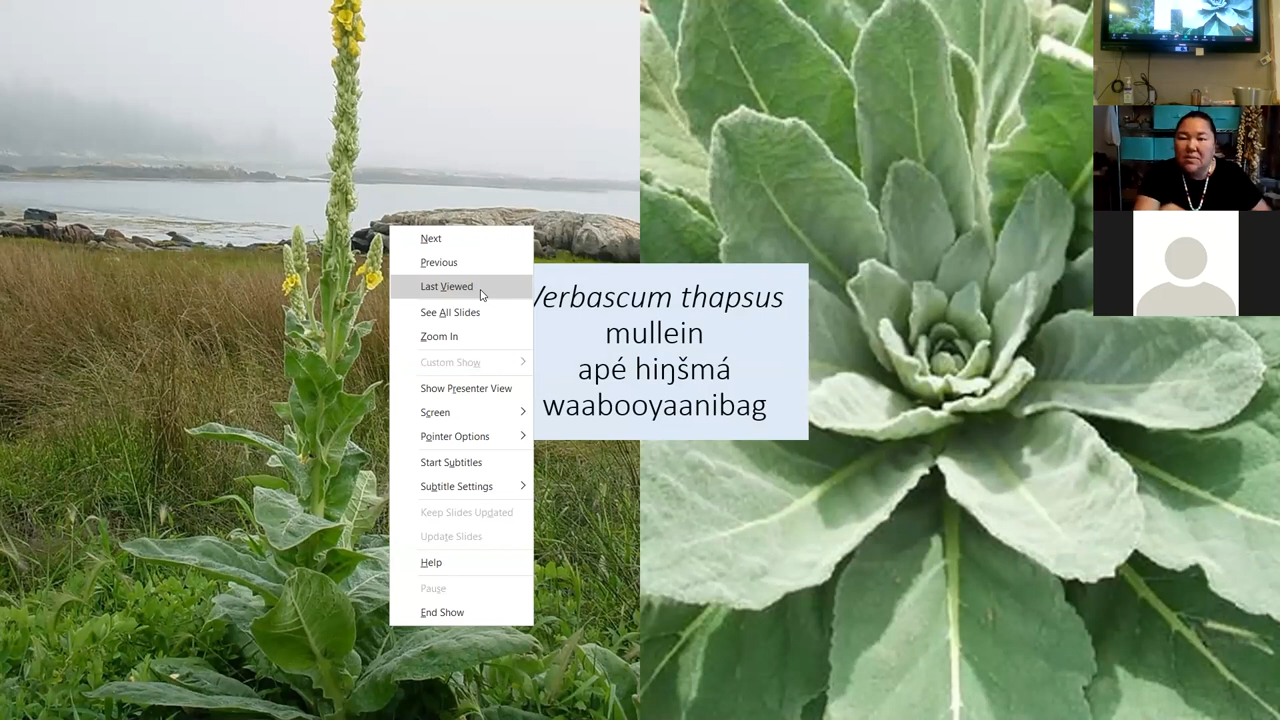 Next
Previous
Last Viewed
See All Slides
Zoom In
Custom Show
Show Presenter View
Screen
Pointer Options
Start Subtitles
Subtitle Settings
Keep Slides Updated
Update Slides
Help
Pause
End Show
Verbascum thapsus
mullein
apé hiŋšmá
waabooyaanibag